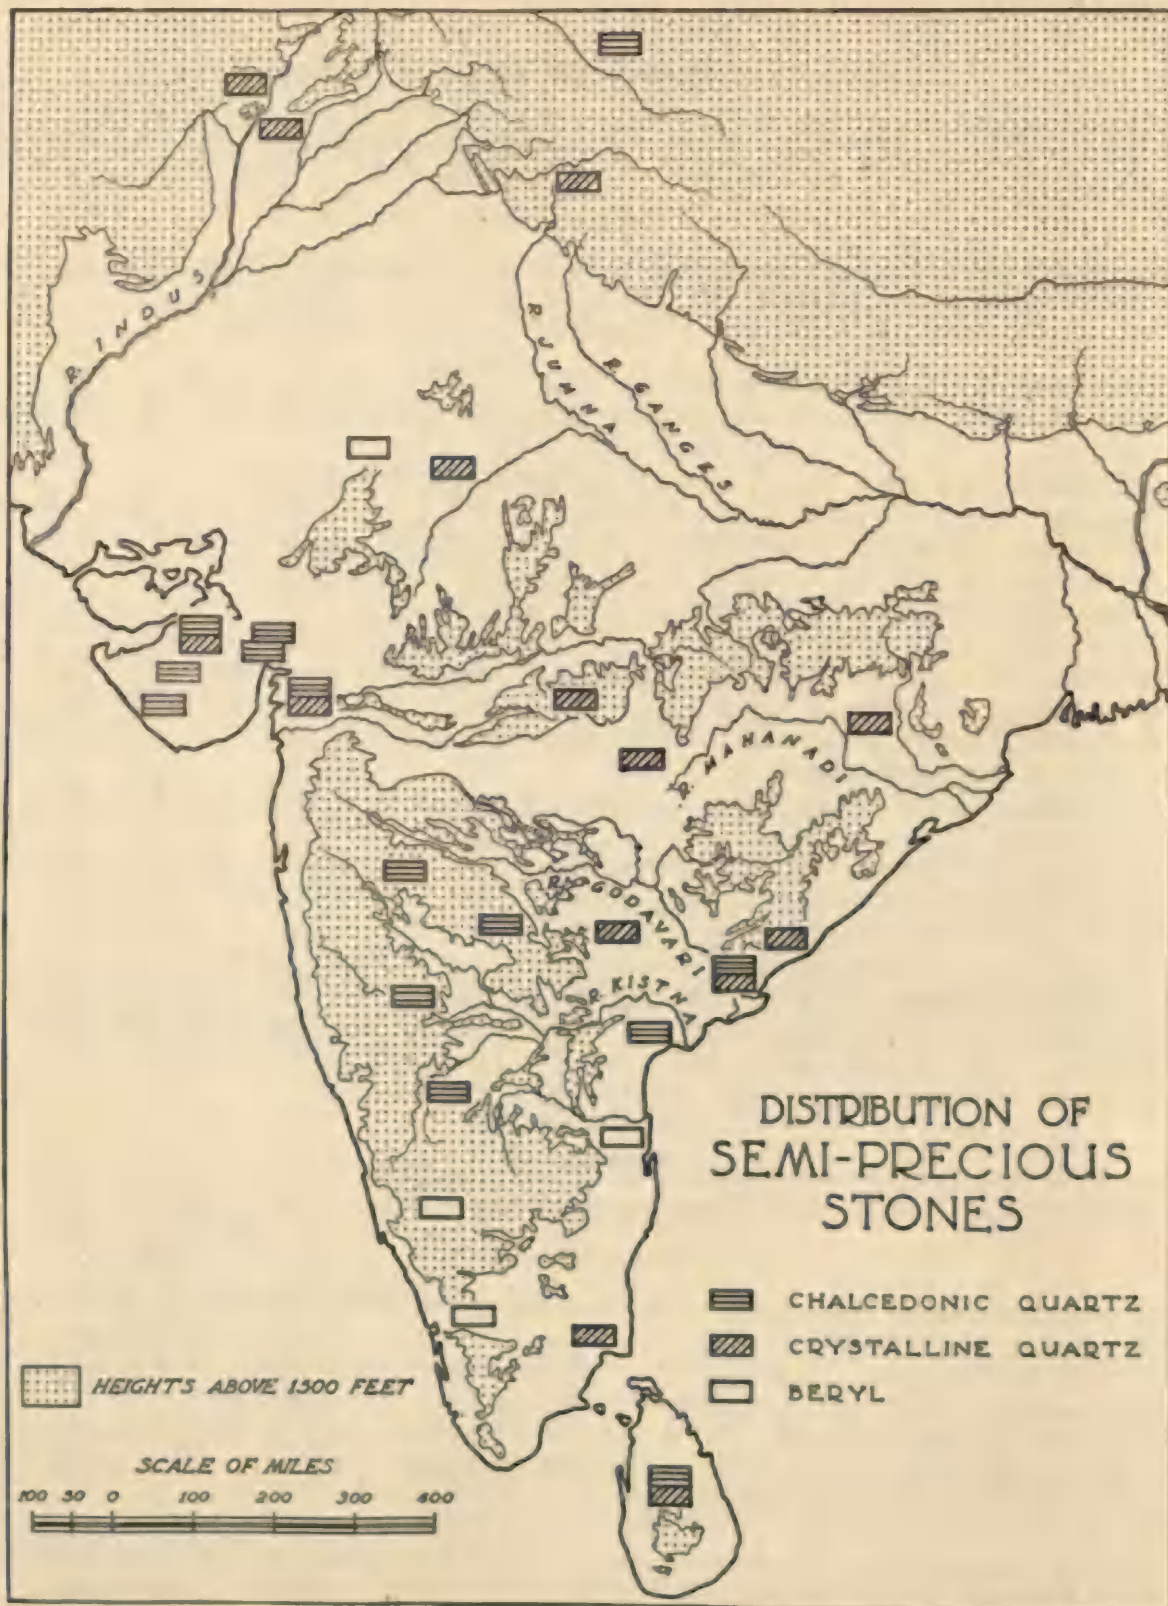 R. INDUS
R JUMNA
R. GANGES
R. MAHANADI
R. GODAVARI
R. KISTNA
DISTRIBUTION OF
SEMI-PRECIOUS
STONES
CHALCEDONIC QUARTZ
CRYSTALLINE QUARTZ
BERYL
HEIGHTS ABOVE 1500 FEET
SCALE OF MILES
100 50 0 100 200 300 400